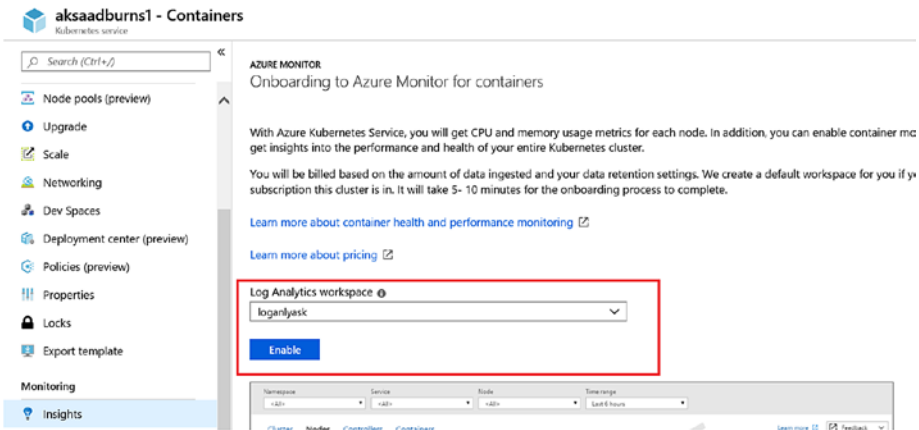 aksaadburns1 - Containers
Kubernetes service
Search (Ctrl+/)
«
Node pools (preview)
Upgrade
Scale
Networking
Dev Spaces
Deployment center (preview)
Policies (preview)
Properties
Locks
Export template
Monitoring
Insights
AZURE MONITOR
Onboarding to Azure Monitor for containers
With Azure Kubernetes Service, you will get CPU and memory usage metrics for each node. In addition, you can enable container mo
get insights into the performance and health of your entire Kubernetes cluster.
You will be billed based on the amount of data ingested and your data retention settings. We create a default workspace for you if y
subscription this cluster is in. It will take 5- 10 minutes for the onboarding process to complete.
Learn more about container health and performance monitoring
Learn more about pricing
Log Analytics workspace
loganlyask
Enable
Namespace Service Node Time range
<All> <All> <All> Last 6 hours
Cluster Nodes Controllers Containers Learn more Feedback